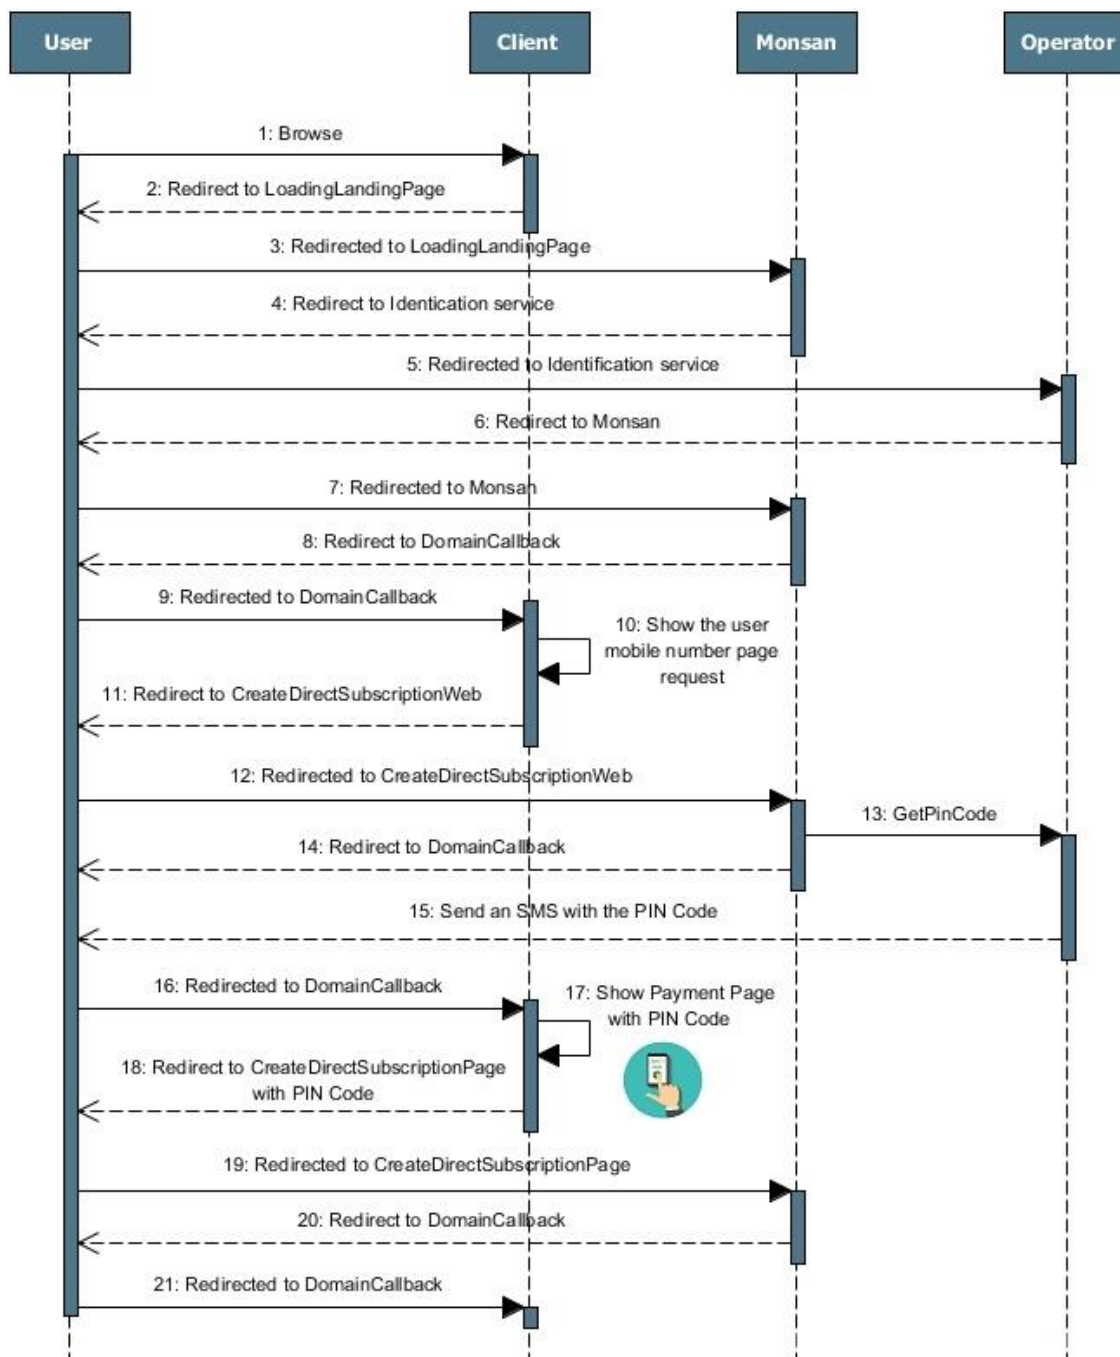 User
Client
Monsan
Operator
1: Browse
2: Redirect to LoadingLandingPage
3: Redirected to LoadingLandingPage
4: Redirect to Identication service
5: Redirected to Identification service
6: Redirect to Monsan
7: Redirected to Monsan
8: Redirect to DomainCallback
9: Redirected to DomainCallback
10: Show the user
mobile number page
request
11: Redirect to CreateDirectSubscriptionWeb
12: Redirected to CreateDirectSubscriptionWeb
13: GetPinCode
14: Redirect to DomainCallback
15: Send an SMS with the PIN Code
16: Redirected to DomainCallback
17: Show Payment Page
with PIN Code
18: Redirect to CreateDirectSubscriptionPage
with PIN Code
19: Redirected to CreateDirectSubscriptionPage
20: Redirect to DomainCallback
21: Redirected to DomainCallback